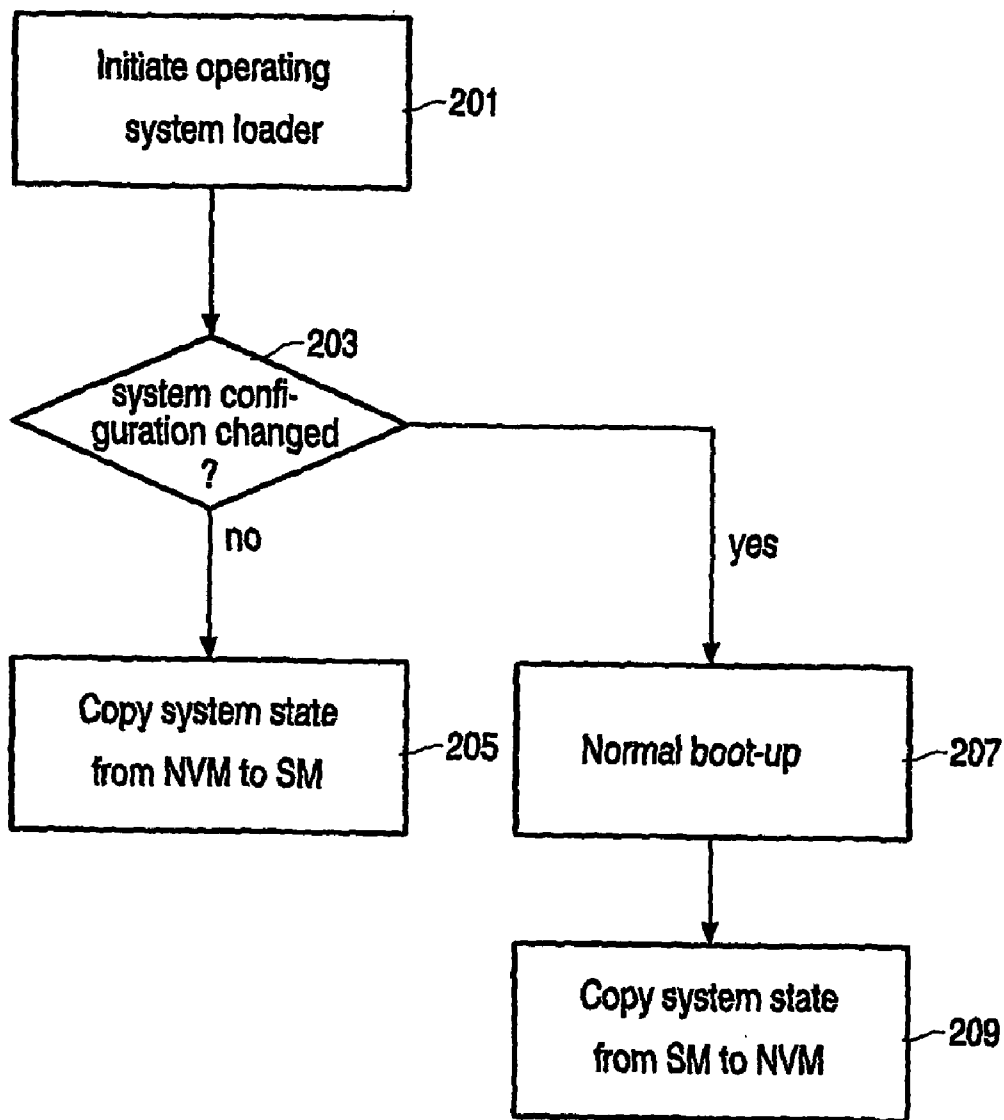 Initiate operating
system loader
201
203
system confi-
guration changed
?
no
yes
Copy system state
from NVM to SM
205
Normal boot-up
207
Copy system state
from SM to NVM
209